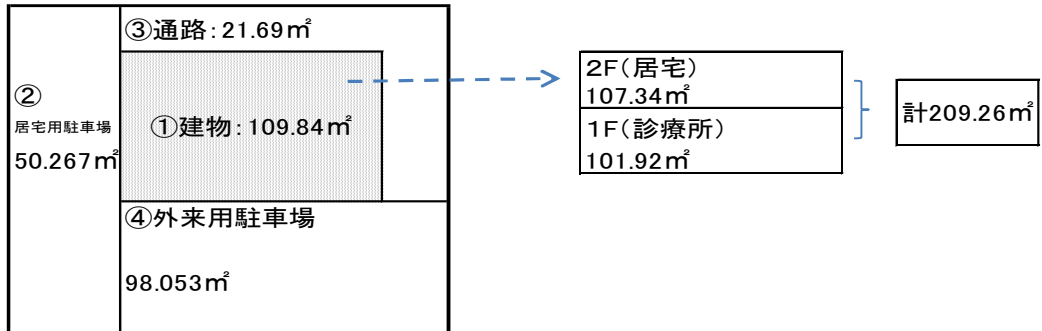 ③通路:21.69㎡
②
居宅用駐車場
50.267㎡
①建物:109.84㎡
④外来用駐車場
98.053㎡
2F(居宅)
107.34㎡
1F(診療所)
101.92㎡
計209.26㎡